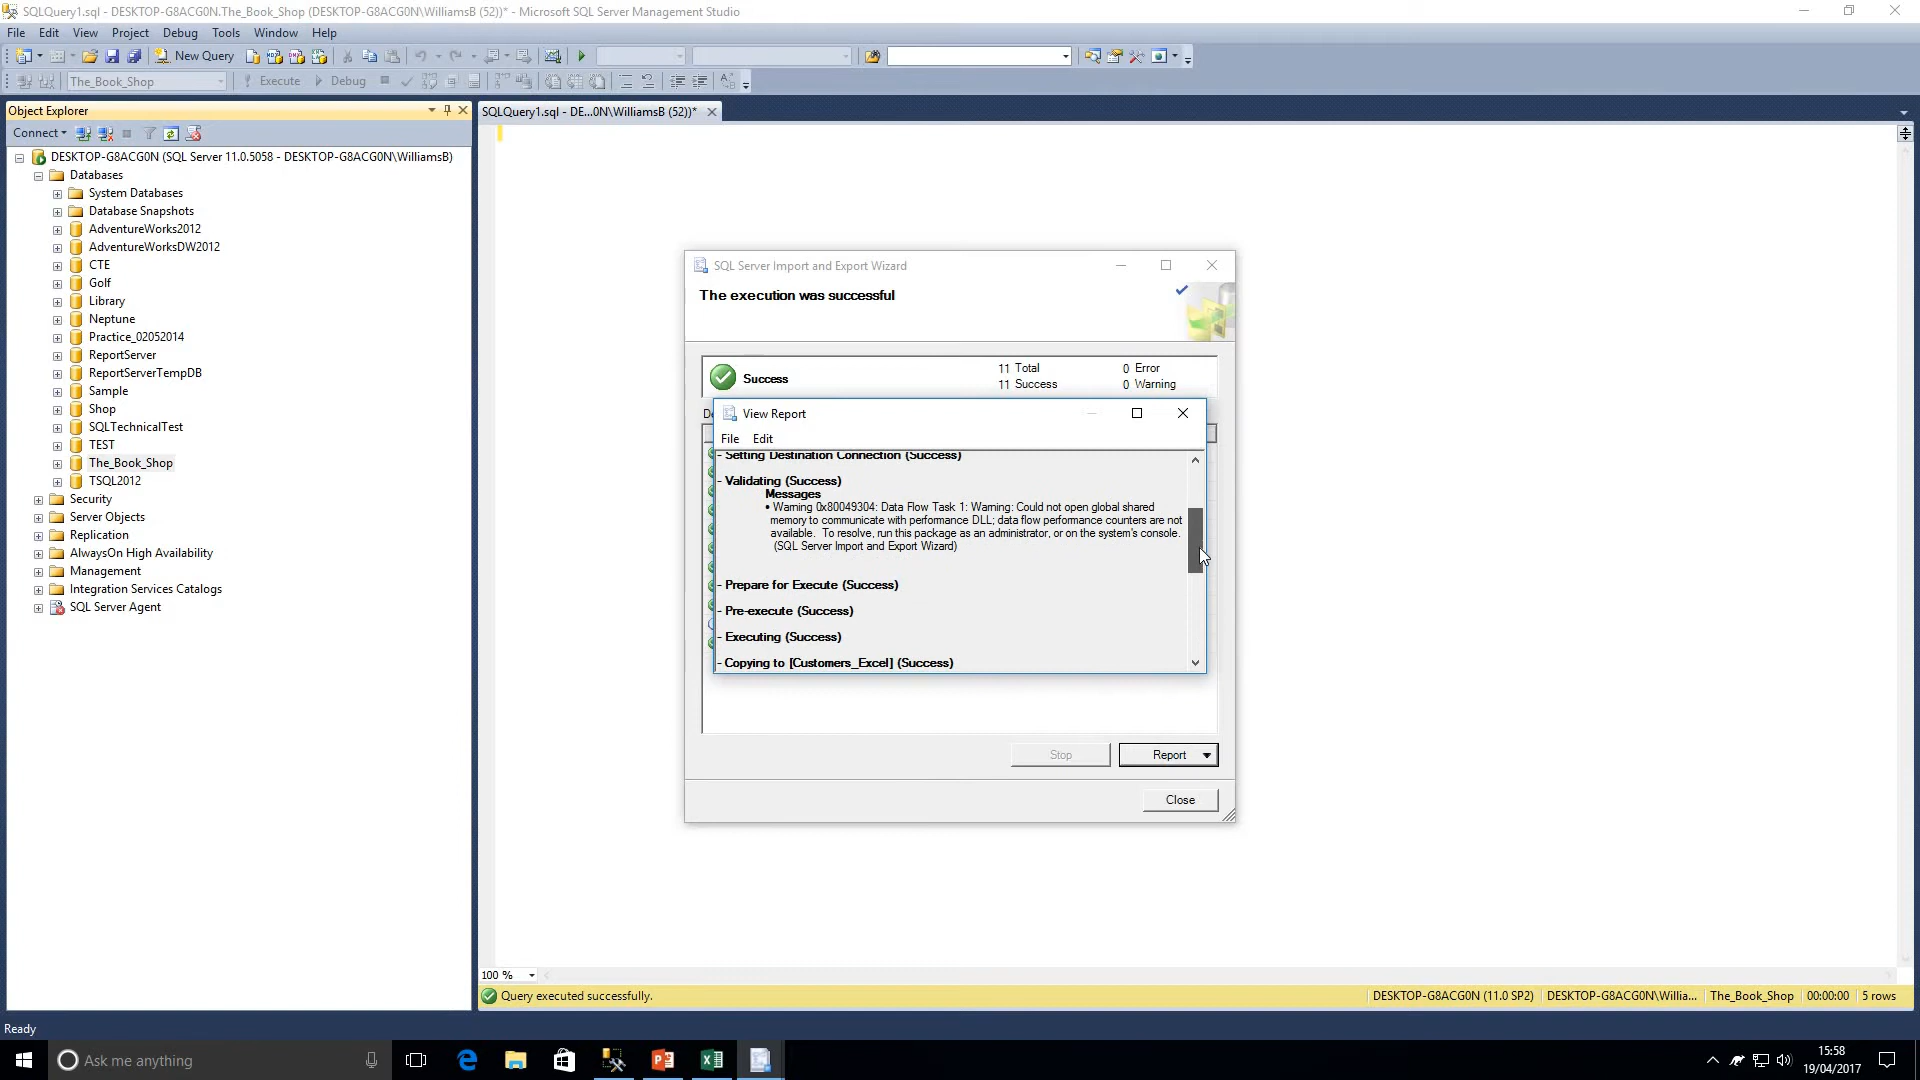 SQLQuery1.sql - DESKTOP-G8ACG0N.The_Book_Shop (DESKTOP-G8ACG0N\WilliamsB (52))* - Microsoft SQL Server Management Studio
File Edit View Project Debug Tools Window Help
New Query
The_Book_Shop Execute Debug
Object Explorer
SQLQuery1.sql - DE...0N\WilliamsB (52))*
Connect
DESKTOP-G8ACG0N (SQL Server 11.0.5058 - DESKTOP-G8ACG0N\WilliamsB)
Databases
System Databases
Database Snapshots
AdventureWorks2012
AdventureWorksDW2012
CTE
Golf
Library
Neptune
Practice_02052014
ReportServer
ReportServerTempDB
Sample
Shop
SQLTechnicalTest
TEST
The_Book_Shop
TSQL2012
Security
Server Objects
Replication
AlwaysOn High Availability
Management
Integration Services Catalogs
SQL Server Agent
SQL Server Import and Export Wizard
The execution was successful
Success
11 Total 0 Error
11 Success 0 Warning
View Report
File Edit
- Setting Destination Connection (Success)
- Validating (Success)
Messages
• Warning 0x80049304: Data Flow Task 1: Warning: Could not open global shared
memory to communicate with performance DLL; data flow performance counters are not
available. To resolve, run this package as an administrator, or on the system's console.
(SQL Server Import and Export Wizard)
- Prepare for Execute (Success)
- Pre-execute (Success)
- Executing (Success)
- Copying to [Customers_Excel] (Success)
Stop Report
Close
100 %
Query executed successfully. DESKTOP-G8ACG0N (11.0 SP2) DESKTOP-G8ACG0N\Willia... The_Book_Shop 00:00:00 5 rows
Ready
Ask me anything
15:58
19/04/2017